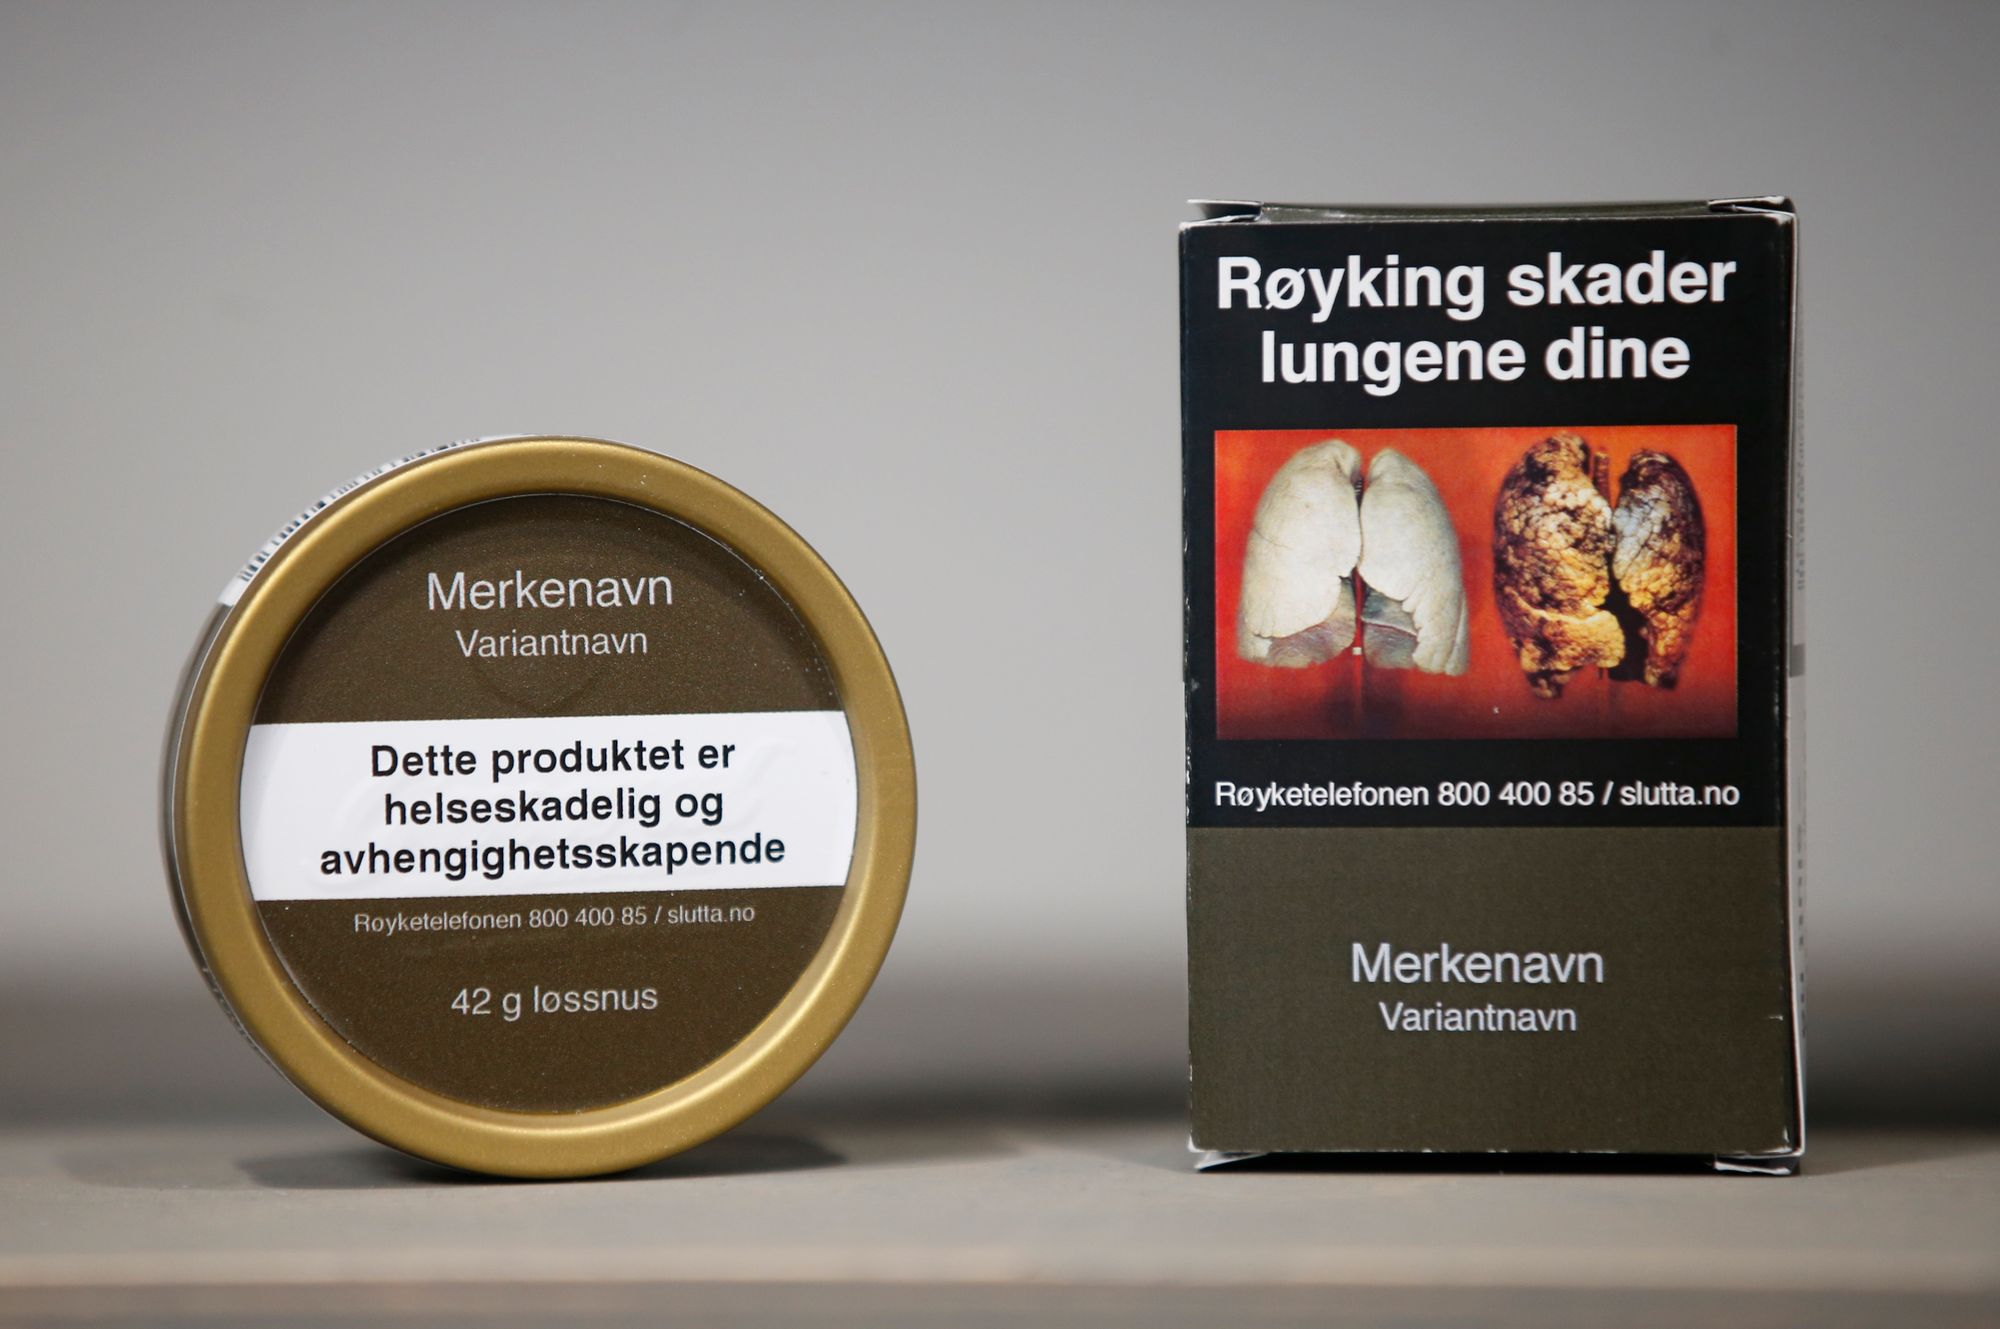 Merkenavn
Variantnavn
Dette produktet er
helseskadelig og
avhengighetsskapende
Røyketelefonen 800 400 85 / slutta.no
42 g løssnus
Røyking skader
lungene dine
Røyketelefonen 800 400 85 / slutta.no
Merkenavn
Variantnavn